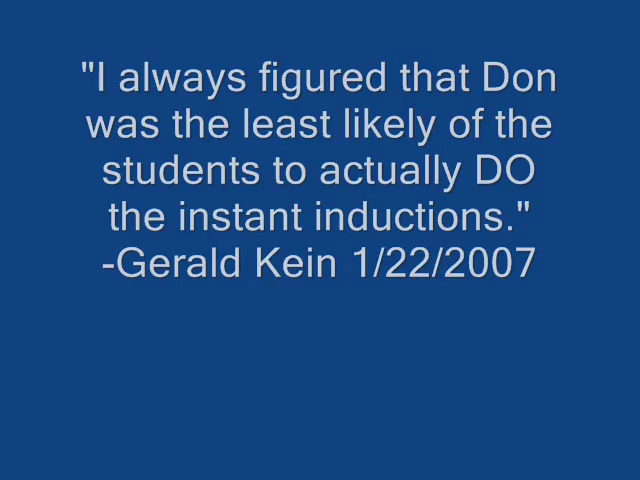 "I always figured that Don
was the least likely of the
students to actually DO
the instant inductions."
-Gerald Kein 1/22/2007